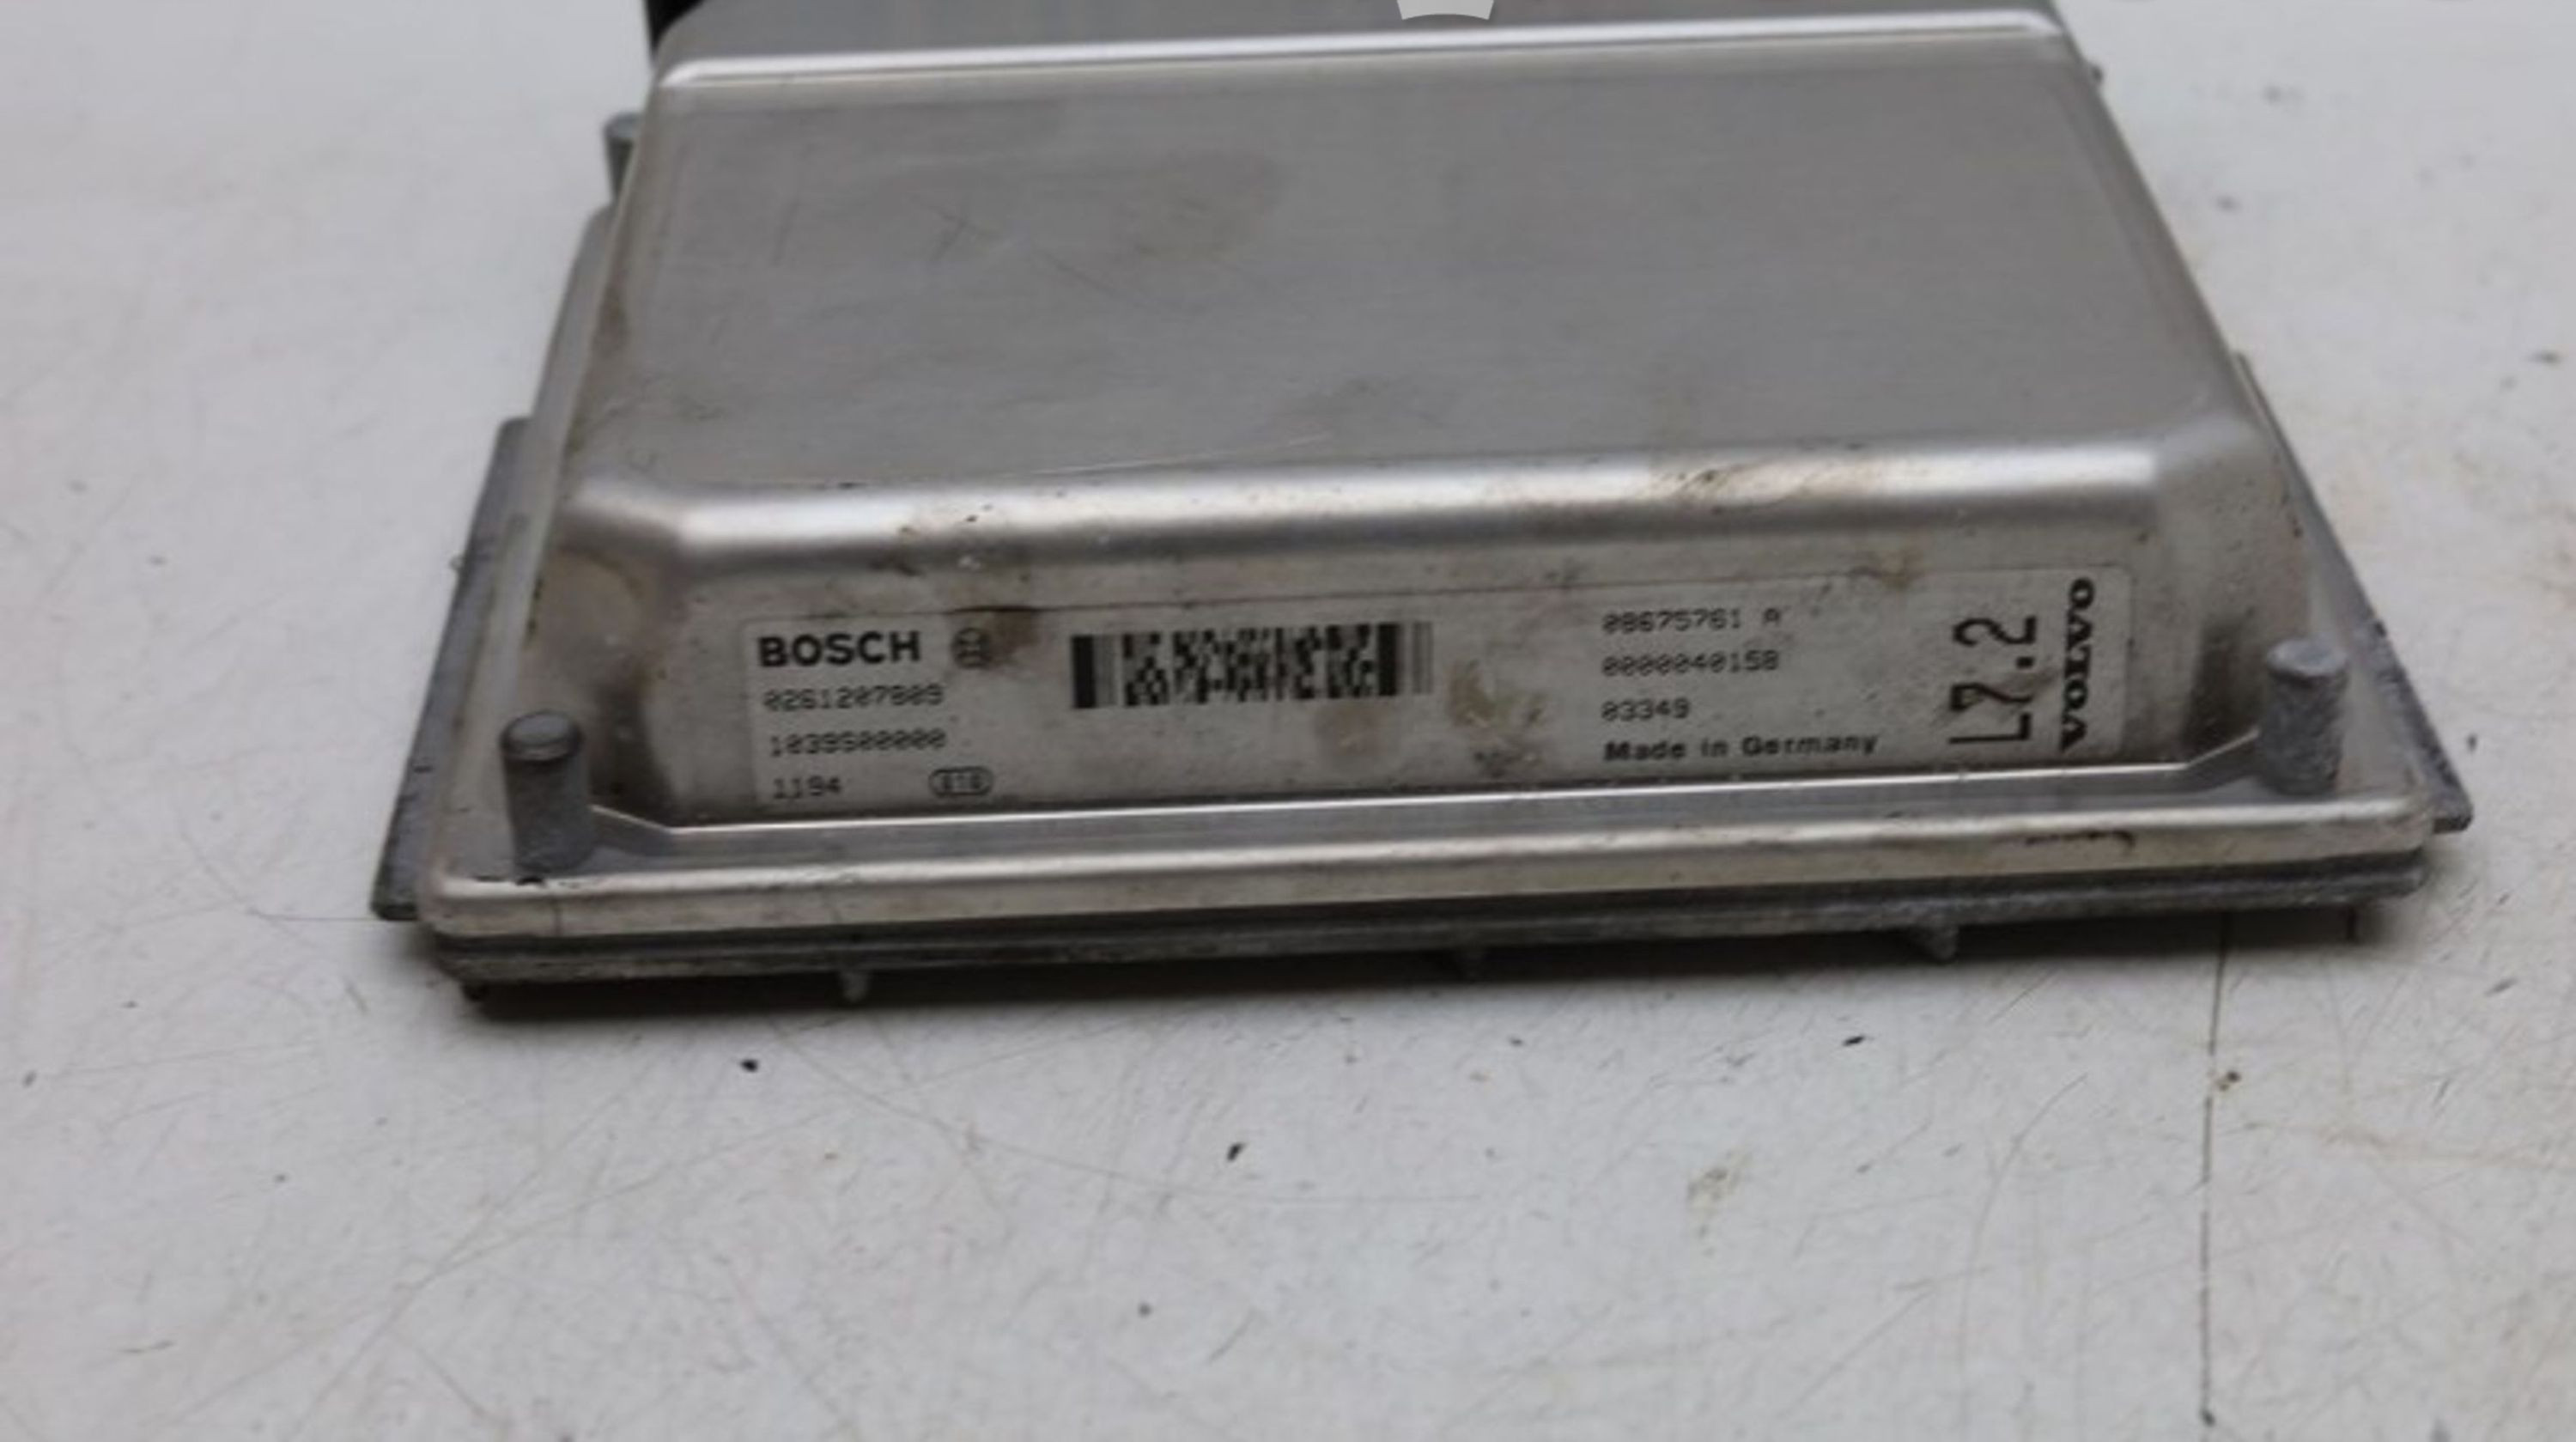 BOSCH
0261207809
1039S00000
1194
08675761 A
0000040158
03349
Made in Germany
L7.2
VOLVO